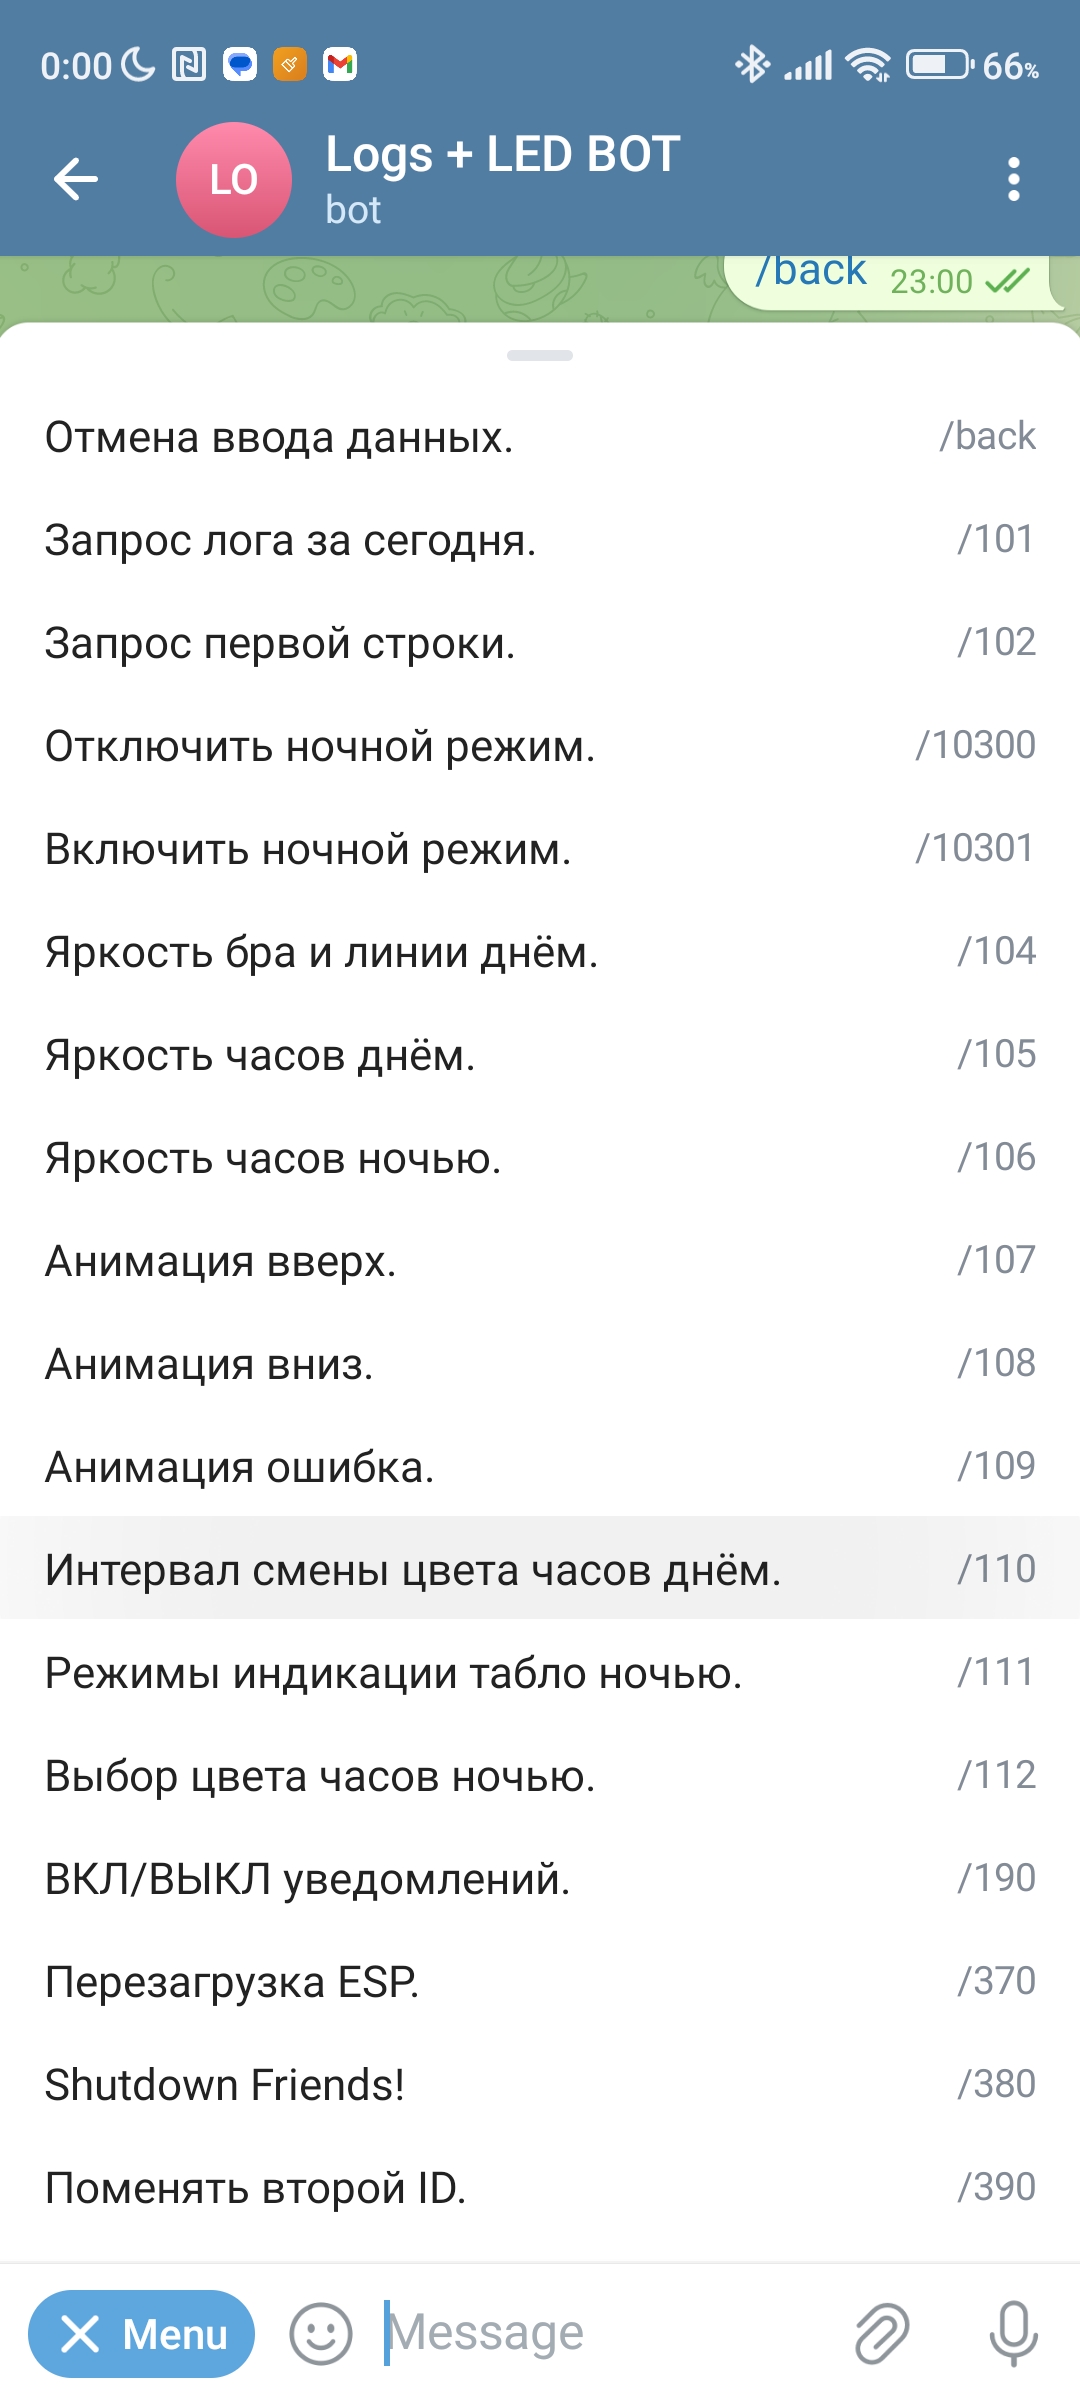 0:00 66%
LO
Logs + LED BOT
bot
/back 23:00
Отмена ввода данных. /back
Запрос лога за сегодня. /101
Запрос первой строки. /102
Отключить ночной режим. /10300
Включить ночной режим. /10301
Яркость бра и линии днём. /104
Яркость часов днём. /105
Яркость часов ночью. /106
Анимация вверх. /107
Анимация вниз. /108
Анимация ошибка. /109
Интервал смены цвета часов днём. /110
Режимы индикации табло ночью. /111
Выбор цвета часов ночью. /112
ВКЛ/ВЫКЛ уведомлений. /190
Перезагрузка ESP. /370
Shutdown Friends! /380
Поменять второй ID. /390
Menu Message